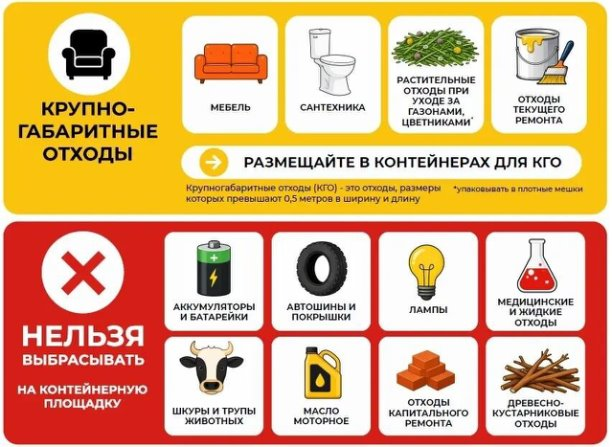 КРУПНО-
ГАБАРИТНЫЕ
ОТХОДЫ
МЕБЕЛЬ
САНТЕХНИКА
РАСТИТЕЛЬНЫЕ
ОТХОДЫ ПРИ
УХОДЕ ЗА
ГАЗОНАМИ,
ЦВЕТНИКАМИ*
ОТХОДЫ
ТЕКУЩЕГО
РЕМОНТА
РАЗМЕЩАЙТЕ В КОНТЕЙНЕРАХ ДЛЯ КГО
Крупногабаритные отходы (КГО) - это отходы, размеры
которых превышают 0,5 метров в ширину и длину
*упаковывать в плотные мешки
НЕЛЬЗЯ
ВЫБРАСЫВАТЬ
НА КОНТЕЙНЕРНУЮ
ПЛОЩАДКУ
АККУМУЛЯТОРЫ
И БАТАРЕЙКИ
АВТОШИНЫ И
ПОКРЫШКИ
ЛАМПЫ
МЕДИЦИНСКИЕ
И ЖИДКИЕ
ОТХОДЫ
ШКУРЫ И ТРУПЫ
ЖИВОТНЫХ
МАСЛО
МОТОРНОЕ
ОТХОДЫ
КАПИТАЛЬНОГО
РЕМОНТА
ДРЕВЕСНО-
КУСТАРНИКОВЫЕ
ОТХОДЫ